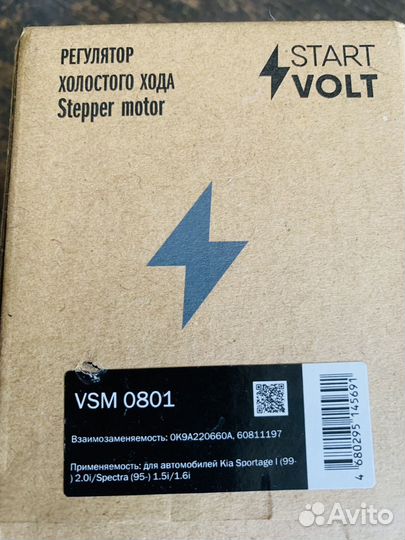 РЕГУЛЯТОР
ХОЛОСТОГО ХОДА
Stepper motor
START
VOLT
VSM 0801
Взаимозаменяемость: 0K9A220660A, 60811197
Применяемость: для автомобилей Kia Sportage I (99-
) 2.0i/Spectra (95-) 1.5i/1.6i
4 680295 145691
Avito